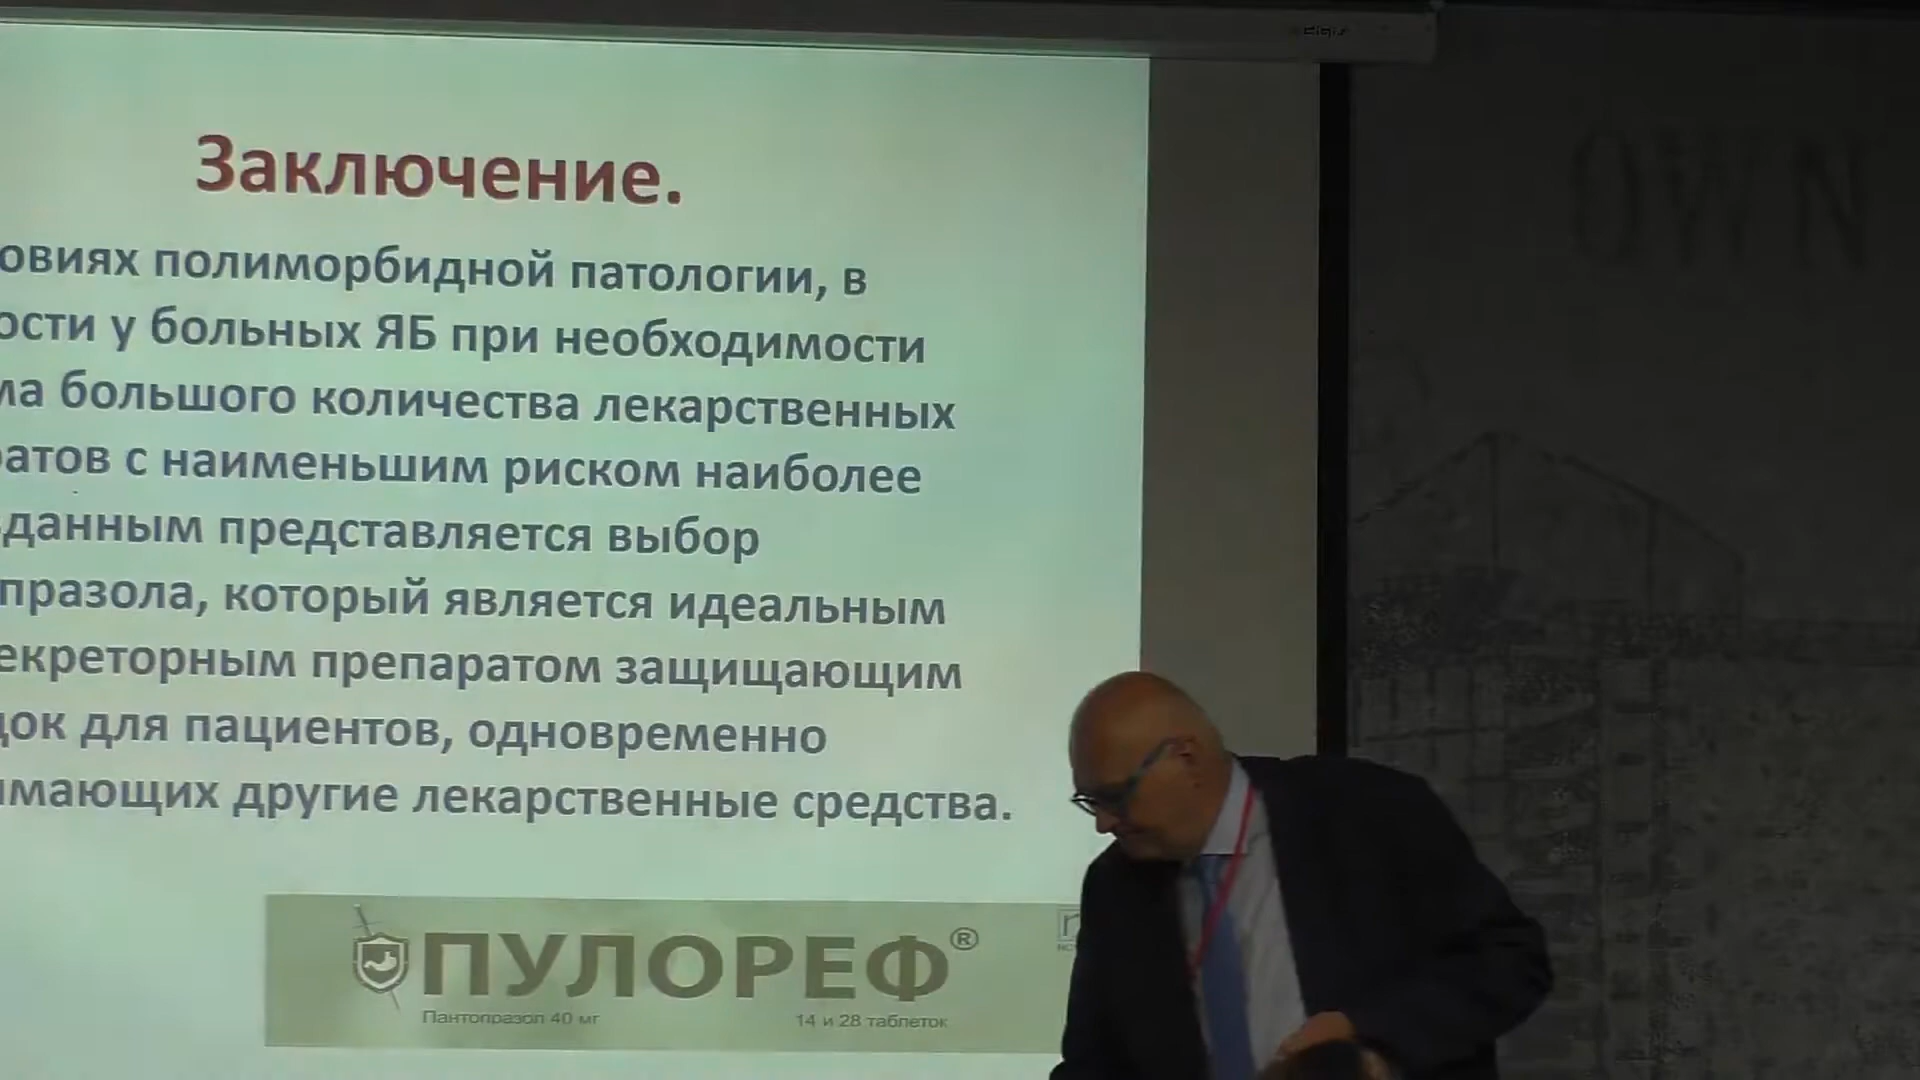 Заключение.
овиях полиморбидной патологии, в
ости у больных ЯБ при необходимости
ма большого количества лекарственных
ратов с наименьшим риском наиболее
данным представляется выбор
празола, который является идеальным
екреторным препаратом защищающим
док для пациентов, одновременно
имающих другие лекарственные средства.
ПУЛОРЕФ®
Пантопразол 40 мг 14 и 28 таблеток
OWN